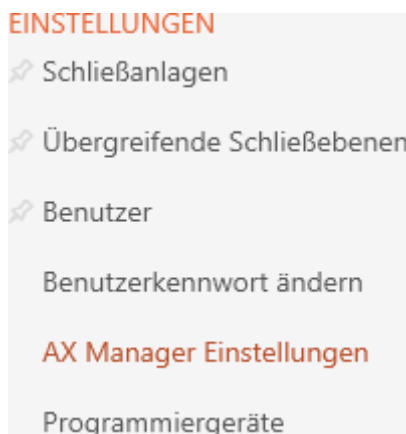 EINSTELLUNGEN
Schließanlagen
Übergreifende Schließebenen
Benutzer
Benutzerkennwort ändern
AX Manager Einstellungen
Programmiergeräte